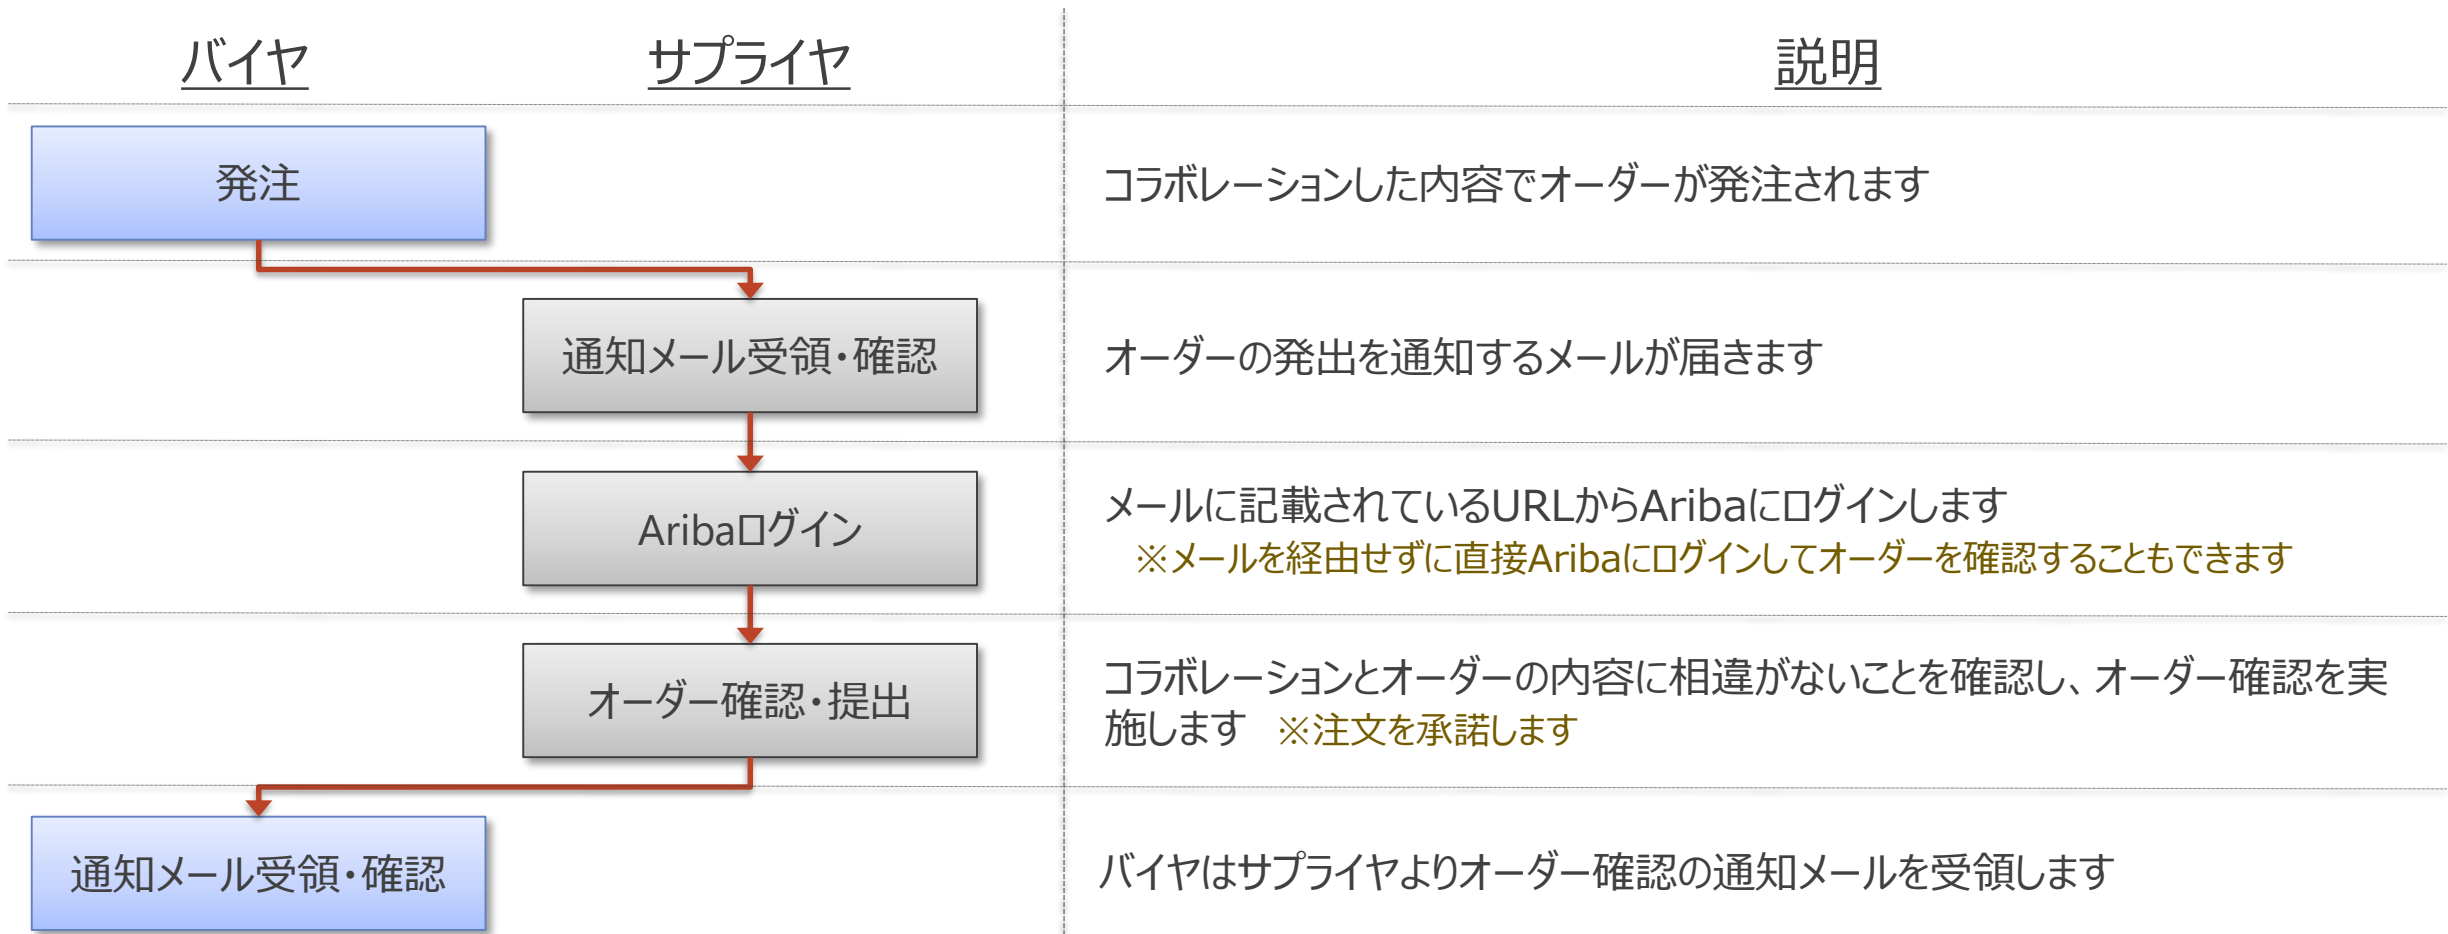 バイヤ
サプライヤ
説明
発注
コラボレーションした内容でオーダーが発注されます
通知メール受領・確認
オーダーの発出を通知するメールが届きます
Aribaログイン
メールに記載されているURLからAribaにログインします
※メールを経由せずに直接Aribaにログインしてオーダーを確認することもできます
オーダー確認・提出
コラボレーションとオーダーの内容に相違がないことを確認し、オーダー確認を実
施します ※注文を承諾します
通知メール受領・確認
バイヤはサプライヤよりオーダー確認の通知メールを受領します